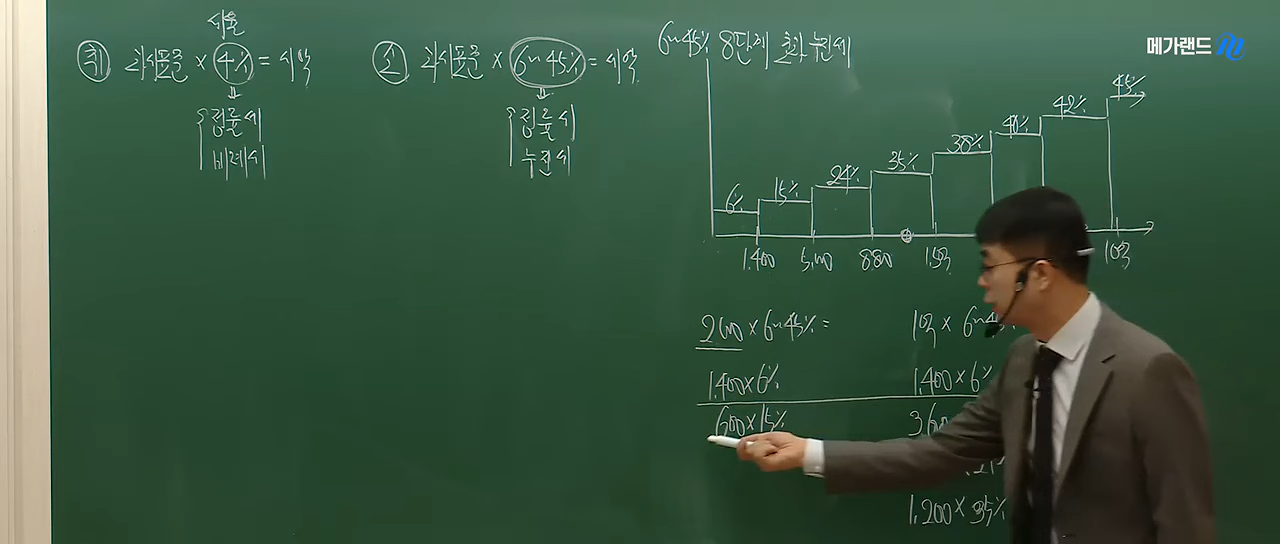 세율
취 과세표준 × 4% = 세액
정률세
비례세
소 과세표준 × 6~45% = 세액
정률세
누진세
6~45% 8단계 초과누진세
메가랜드
6% 15% 24% 35% 38% 40% 42% 45%
1,400 5,000 8,800 1.5억 10억
2,000 × 6~45% =
1,400 × 6%
600 × 15%
1억 × 6~45%
1,400 × 6%
3,600
1,200 × 35%